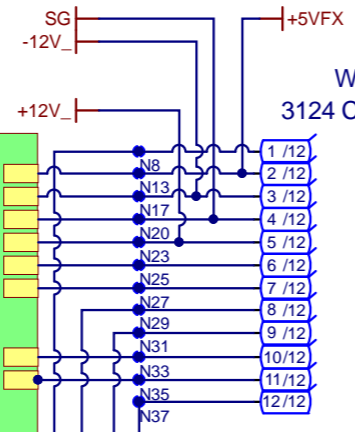 SG
+5VFX
-12V_
W
+12V_
3124 C
1 /12
N8
2 /12
N13
3 /12
N17
4 /12
N20
5 /12
N23
6 /12
N25
7 /12
N27
8 /12
N29
9 /12
N31
10 /12
N33
11 /12
N35
12 /12
N37